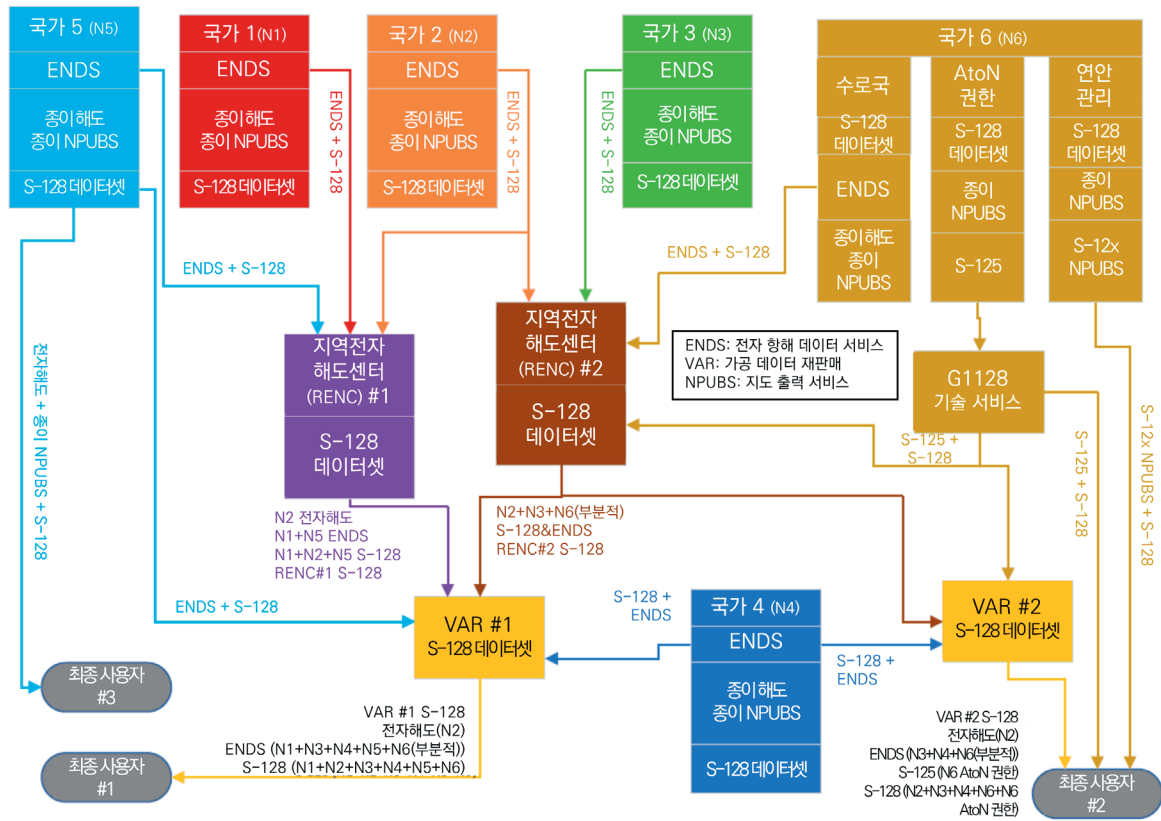 국가 5 (N5)
ENDS
종이해도
종이 NPUBS
S-128 데이터셋
국가 1(N1)
ENDS
종이해도
종이 NPUBS
S-128 데이터셋
국가 2 (N2)
ENDS
종이해도
종이 NPUBS
S-128 데이터셋
국가 3 (N3)
ENDS
종이해도
종이 NPUBS
S-128 데이터셋
국가 6 (N6)
수로국
S-128
데이터셋
ENDS
종이해도
종이
NPUBS
AtoN
권한
S-128
데이터셋
종이
NPUBS
S-125
연안
관리
S-128
데이터셋
종이
NPUBS
S-12x
NPUBS
ENDS + S-128
ENDS + S-128
ENDS + S-128
ENDS + S-128
ENDS + S-128
지역전자
해도센터
(RENC) #1
S-128
데이터셋
지역전자
해도센터
(RENC) #2
S-128
데이터셋
ENDS: 전자 항해 데이터 서비스
VAR: 가공 데이터 재판매
NPUBS: 지도 출력 서비스
G1128
기술 서비스
전자해도 + 종이 NPUBS + S-128
S-125 +
S-128
S-125 + S-128
S-12x NPUBS + S-128
N2 전자해도
N1+N5 ENDS
N1+N2+N5 S-128
RENC#1 S-128
N2+N3+N6(부분적)
S-128&ENDS
RENC#2 S-128
ENDS + S-128
VAR #1
S-128 데이터셋
S-128 +
ENDS
국가 4 (N4)
ENDS
종이해도
종이 NPUBS
S-128 데이터셋
S-128 +
ENDS
VAR #2
S-128 데이터셋
최종 사용자
#3
VAR #1 S-128
전자해도(N2)
ENDS (N1+N3+N4+N5+N6(부분적))
S-128 (N1+N2+N3+N4+N5+N6)
최종 사용자
#1
VAR #2 S-128
전자해도(N2)
ENDS (N3+N4+N6(부분적))
S-125 (N6 AtoN 권한)
S-128 (N2+N3+N4+N6+N6
AtoN 권한)
최종 사용자
#2